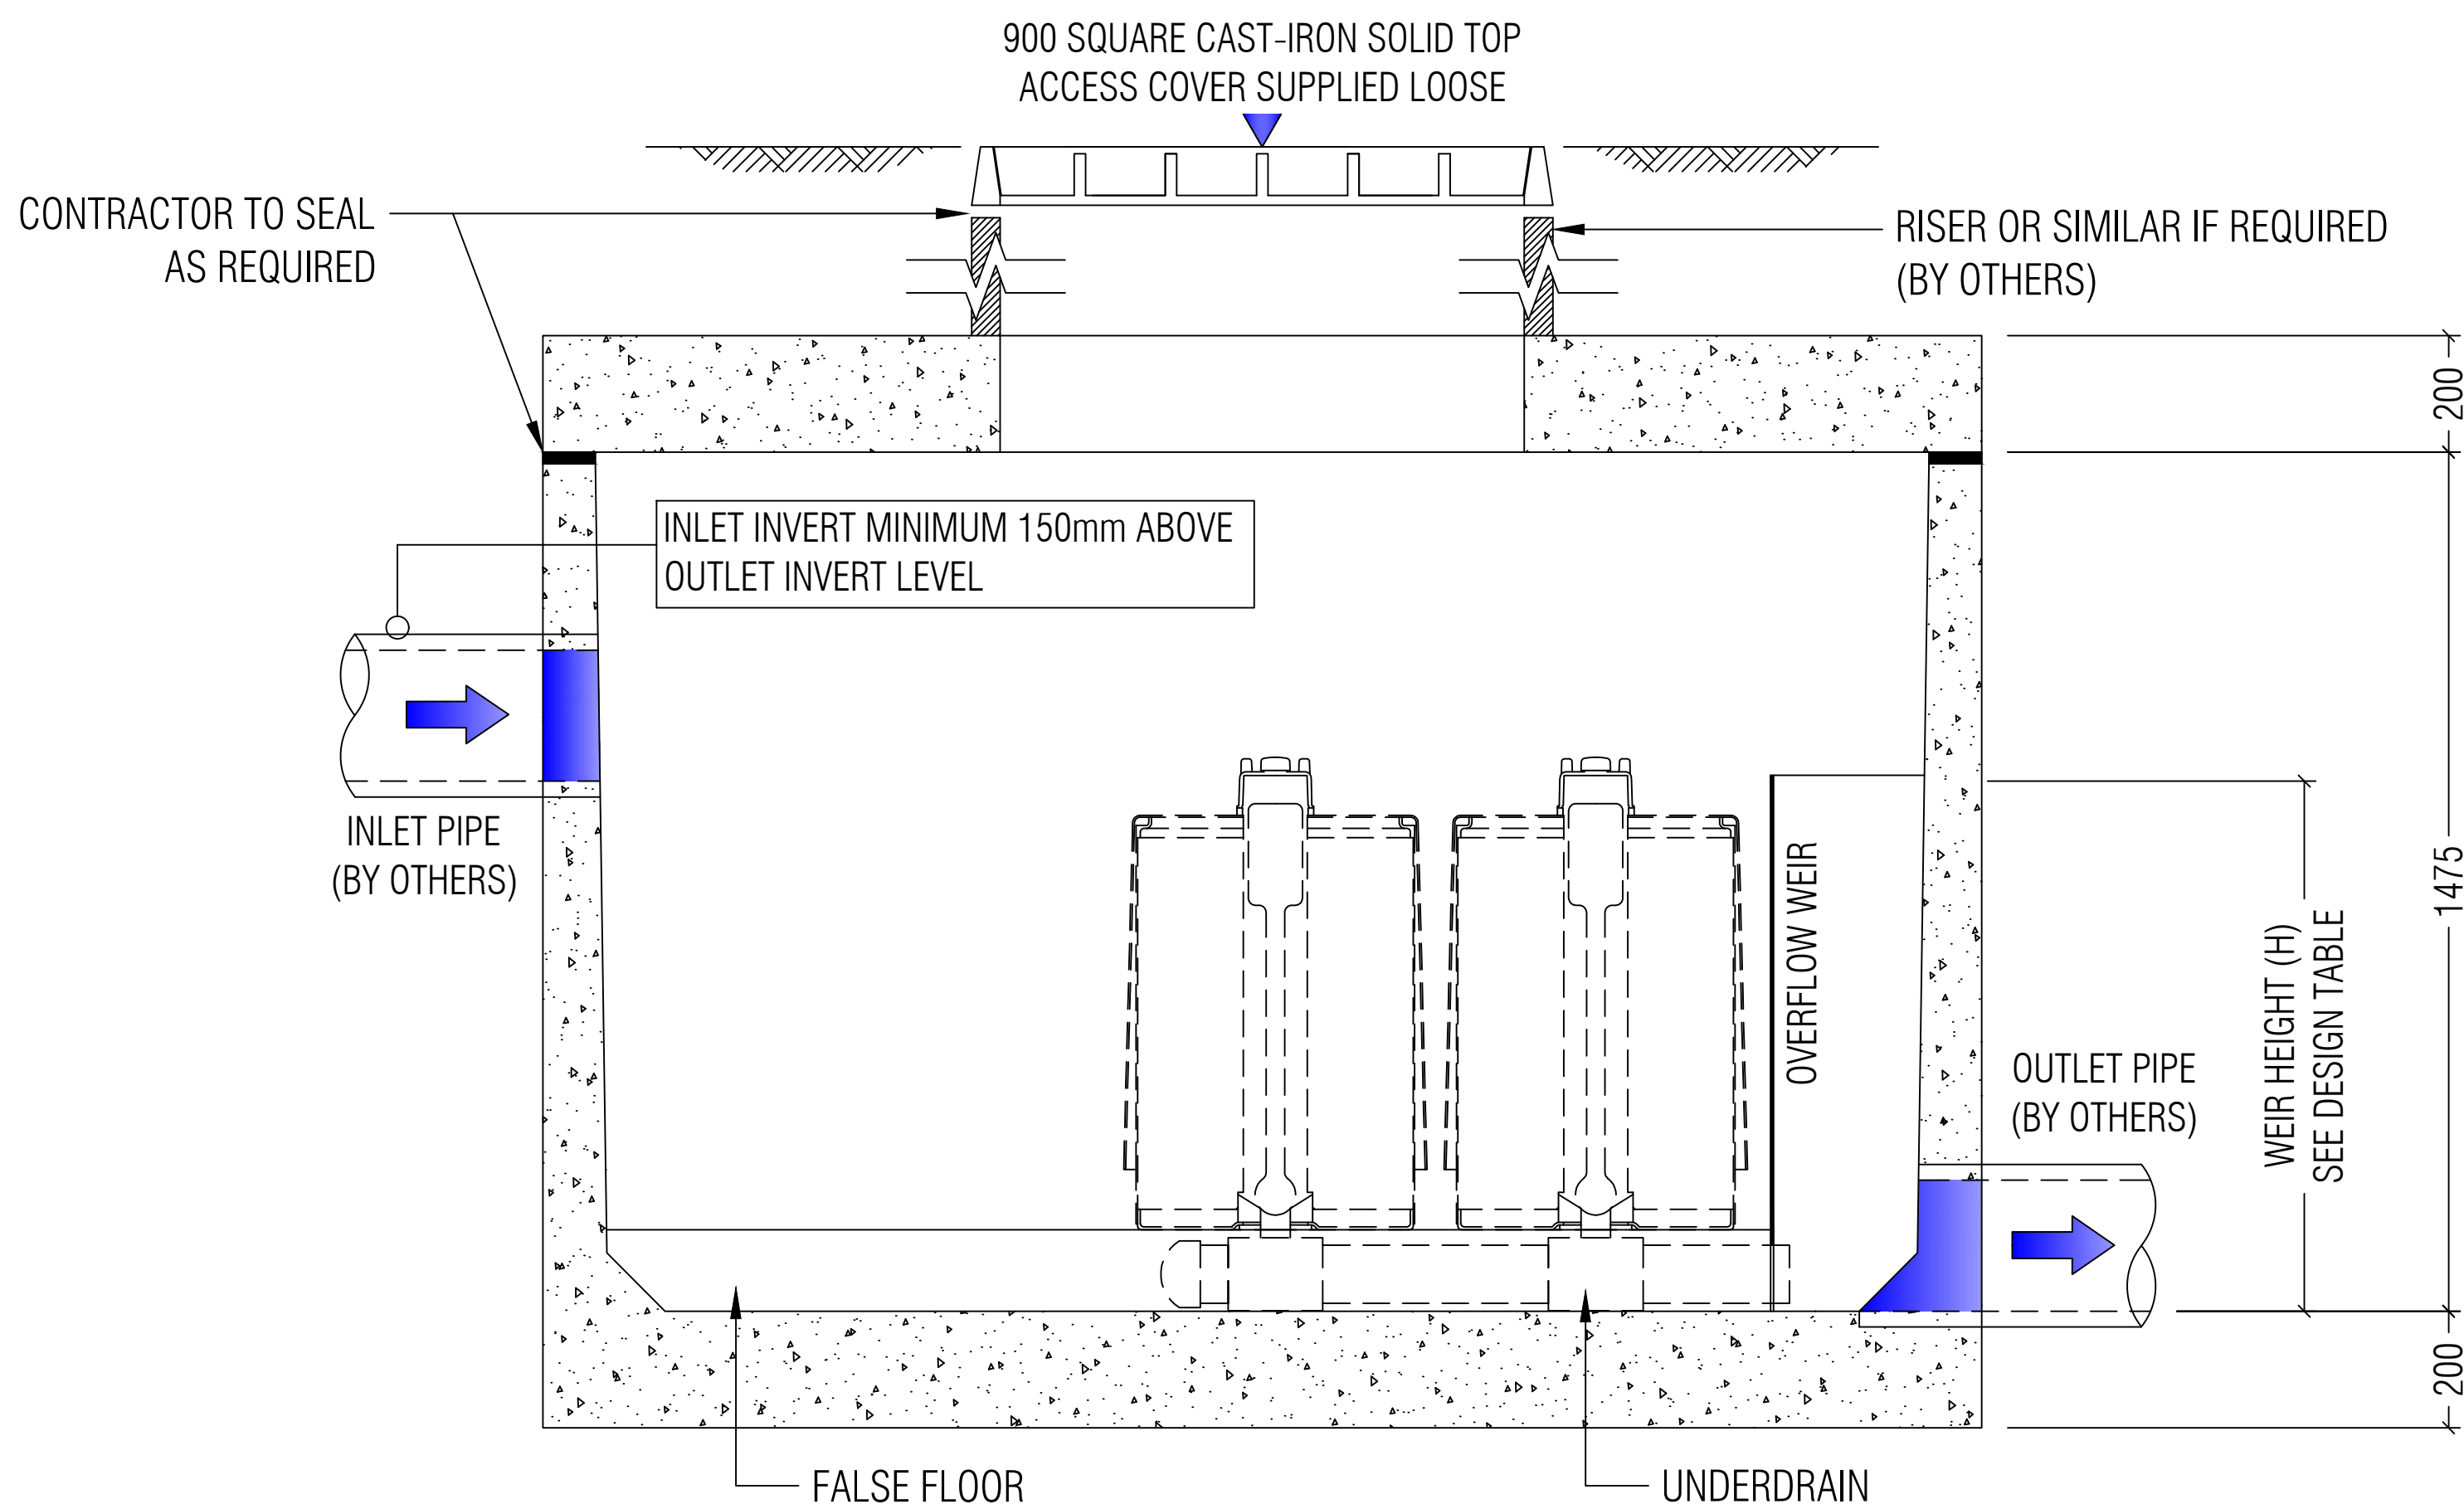 900 SQUARE CAST-IRON SOLID TOP
ACCESS COVER SUPPLIED LOOSE
CONTRACTOR TO SEAL
AS REQUIRED
RISER OR SIMILAR IF REQUIRED
(BY OTHERS)
200
INLET INVERT MINIMUM 150mm ABOVE
OUTLET INVERT LEVEL
INLET PIPE
(BY OTHERS)
OVERFLOW WEIR
1475
WEIR HEIGHT (H)
SEE DESIGN TABLE
OUTLET PIPE
(BY OTHERS)
200
FALSE FLOOR
UNDERDRAIN